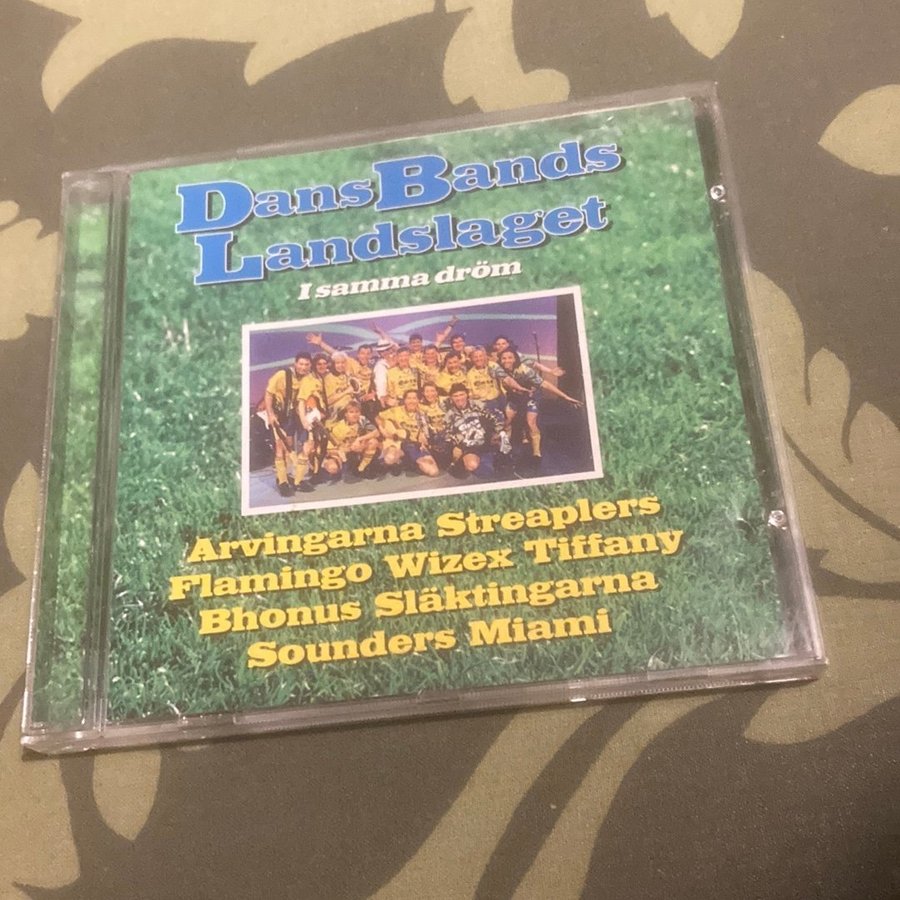 DansBands
Landslaget
I samma dröm
Arvingarna Streaplers
Flamingo Wizex Tiffany
Bhonus Släktingarna
Sounders Miami